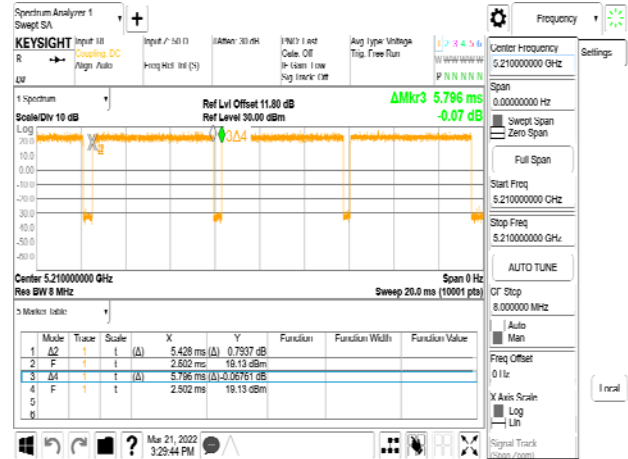 Spectrum Analyzer 1
Swept SA
Frequency
KEYSIGHT
Input: RF
Input Z: 50 Ω
#Atten: 30 dB
PNO: Fast
Avg Type: Voltage
1 2 3 4 5 6
R
Coupling: DC
Gate: Off
Trig: Free Run
W W W W W W
Align: Auto
Freq Ref: Int (S)
IF Gain: Low
Sig Track: Off
P N N N N N
1 Spectrum
Ref Lvl Offset 11.80 dB
ΔMkr3 5.796 ms
Scale/Div 10 dB
Ref Level 30.00 dBm
-0.07 dB
Log
20.0
10.0
0.00
-10.0
-20.0
-30.0
-40.0
-50.0
-60.0
3Δ4
Center 5.210000000 GHz
Span 0 Hz
Res BW 8 MHz
Sweep 20.0 ms (10001 pts)
5 Marker Table
Mode Trace Scale X Y Function Function Width Function Value
1 Δ2 1 t (Δ) 5.428 ms (Δ) 0.7937 dB
2 F 1 t 2.502 ms 19.13 dBm
3 Δ4 1 t (Δ) 5.796 ms (Δ) -0.06761 dB
4 F 1 t 2.502 ms 19.13 dBm
5
6
Mar 21, 2022
3:29:44 PM
Center Frequency
5.210000000 GHz
Settings
Span
0.00000000 Hz
Swept Span
Zero Span
Full Span
Start Freq
5.210000000 GHz
Stop Freq
5.210000000 GHz
AUTO TUNE
CF Step
8.000000 MHz
Auto
Man
Freq Offset
0 Hz
X Axis Scale
Local
Log
Lin
Signal Track
(Span Zoom)